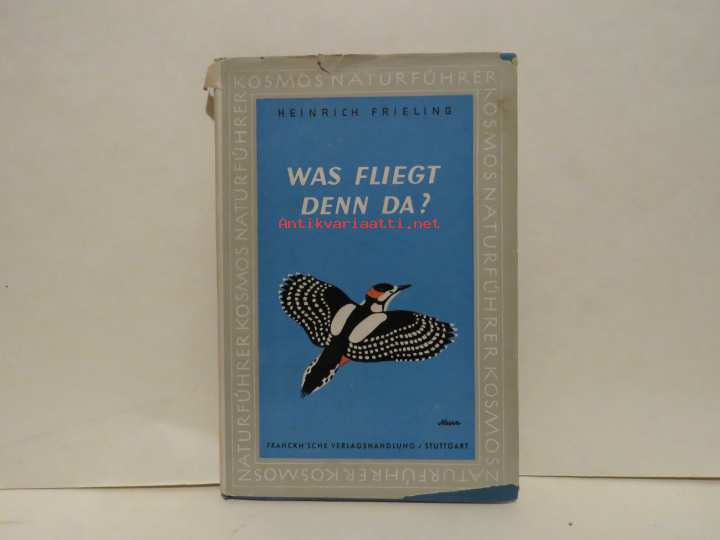 KOSMOS NATURFÜHRER
HEINRICH FRIELING
WAS FLIEGT
DENN DA?
Antikvariaatti.net
FRANCKH'SCHE VERLAGSHANDLUNG / STUTTGART
KOSMOS NATURFÜHRER KOSMOS
NATURFÜHRER KOSMOS NATURFÜHRER
NATURFÜHRER KOSMOS